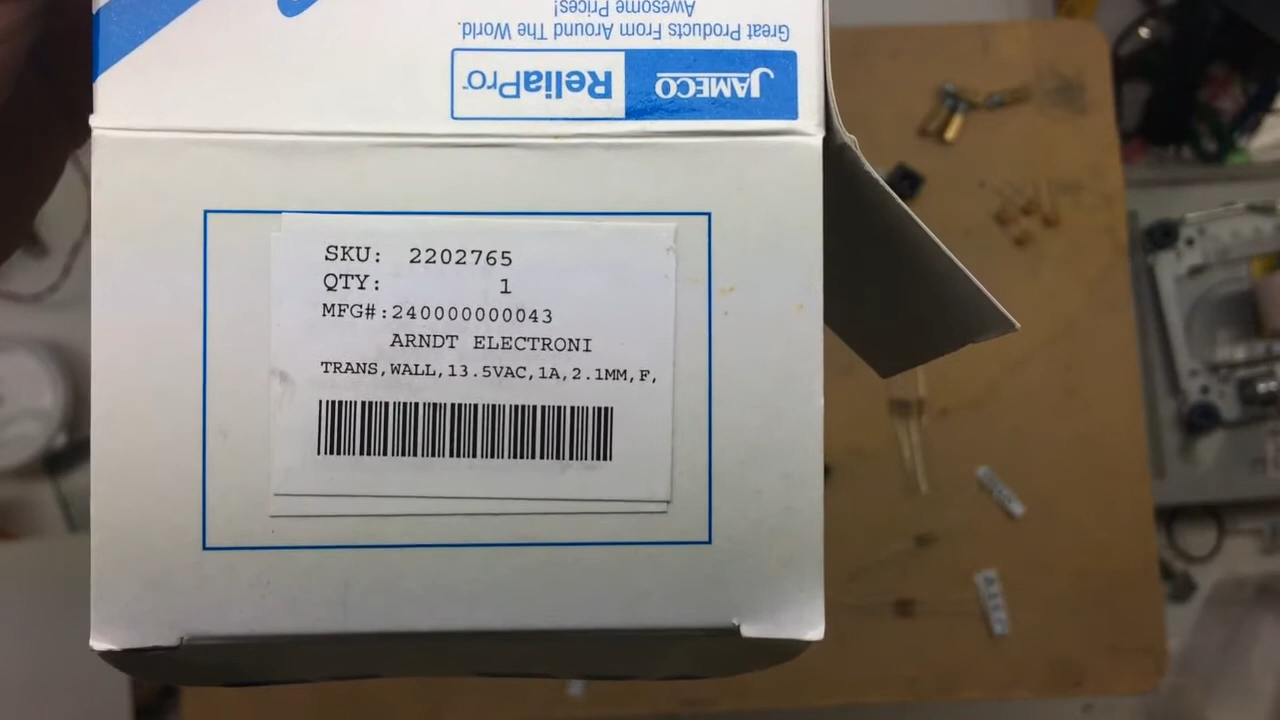 Awesome Prices!
Great Products From Around The World.
JAMECO ReliaPro
SKU: 2202765
QTY: 1
MFG#:240000000043
ARNDT ELECTRONI
TRANS,WALL,13.5VAC,1A,2.1MM,F,